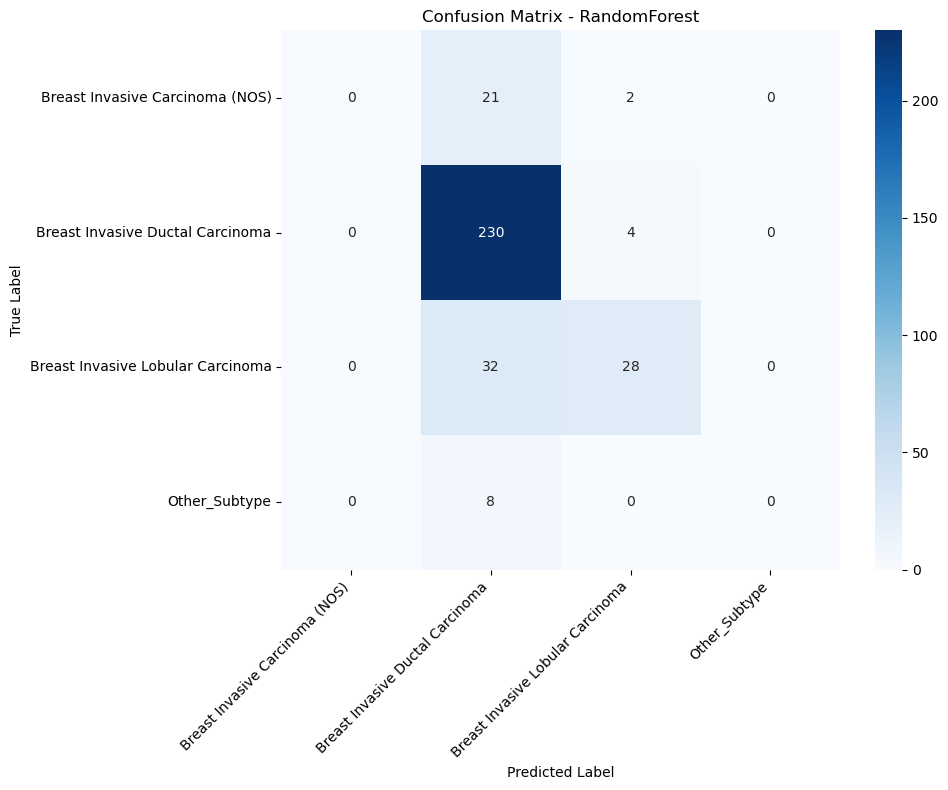 Confusion Matrix - RandomForest
True Label
Breast Invasive Carcinoma (NOS)
0 21 2 0
Breast Invasive Ductal Carcinoma
0 230 4 0
Breast Invasive Lobular Carcinoma
0 32 28 0
Other_Subtype
0 8 0 0
Breast Invasive Carcinoma (NOS)
Breast Invasive Ductal Carcinoma
Breast Invasive Lobular Carcinoma
Other_Subtype
Predicted Label
200
150
100
50
0